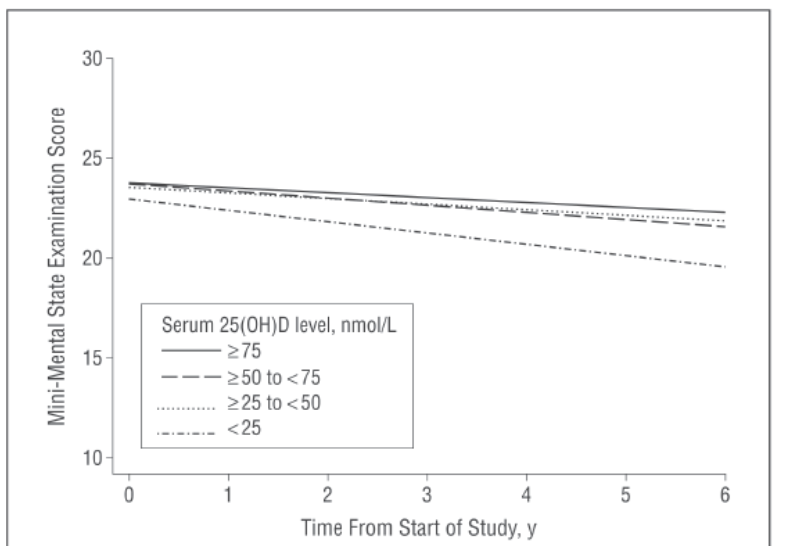 30
25
20
15
10
Mini-Mental State Examination Score
Serum 25(OH)D level, nmol/L
≥75
≥50 to <75
≥25 to <50
<25
0 1 2 3 4 5 6
Time From Start of Study, y